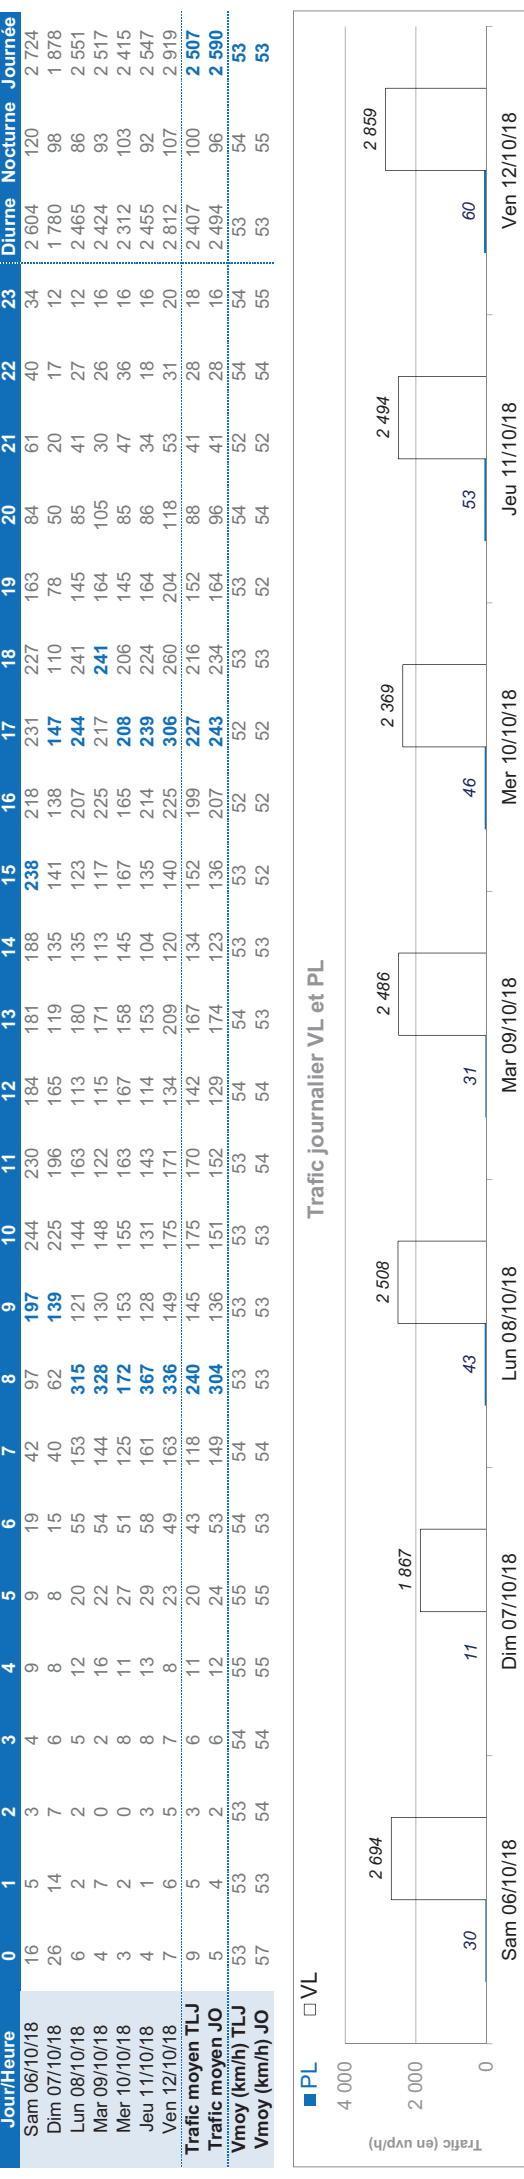 Jour/Heure 0 1 2 3 4 5 6 7 8 9 10 11 12 13 14 15 16 17 18 19 20 21 22 23 Diurne Nocturne Journée
Sam 06/10/18 16 5 3 4 9 9 19 42 97 197 244 230 184 181 188 238 218 231 227 163 84 61 40 34 2 604 120 2 724
Dim 07/10/18 26 14 7 6 8 8 15 40 62 139 225 196 165 119 135 141 138 147 110 78 50 20 17 12 1 780 98 1 878
Lun 08/10/18 6 2 2 5 12 20 55 153 315 121 144 163 113 180 135 123 207 244 241 145 85 41 27 12 2 465 86 2 551
Mar 09/10/18 4 7 0 2 16 22 54 144 328 130 148 122 115 171 113 117 225 217 241 164 105 30 26 16 2 424 93 2 517
Mer 10/10/18 3 2 0 8 11 27 51 125 172 153 155 163 167 158 145 167 165 208 206 145 85 47 36 16 2 312 103 2 415
Jeu 11/10/18 4 1 3 8 13 29 58 161 367 128 131 143 114 153 104 135 214 239 224 164 86 34 18 16 2 455 92 2 547
Ven 12/10/18 7 6 5 7 8 23 49 163 336 149 175 171 134 209 120 140 225 306 260 204 118 53 31 20 2 812 107 2 919
Trafic moyen TLJ 9 5 3 6 11 20 43 118 240 145 175 170 142 167 134 152 199 227 216 152 88 41 28 18 2 407 100 2 507
Trafic moyen JO 5 4 2 6 12 24 53 149 304 136 151 152 129 174 123 136 207 243 234 164 96 41 28 16 2 494 96 2 590
Vmoy (km/h) TLJ 53 53 53 54 55 55 54 54 53 53 53 53 54 54 53 53 52 52 53 53 54 52 54 54 53 54 53
Vmoy (km/h) JO 57 53 54 54 55 55 53 54 53 53 53 54 54 53 53 52 52 52 53 52 54 52 54 55 53 55 53
Trafic journalier VL et PL
PL VL
Trafic (en uvp/h)
4 000
2 000
0
30 2 694
11 1 867
43 2 508
31 2 486
46 2 369
53 2 494
60 2 859
Sam 06/10/18 Dim 07/10/18 Lun 08/10/18 Mar 09/10/18 Mer 10/10/18 Jeu 11/10/18 Ven 12/10/18